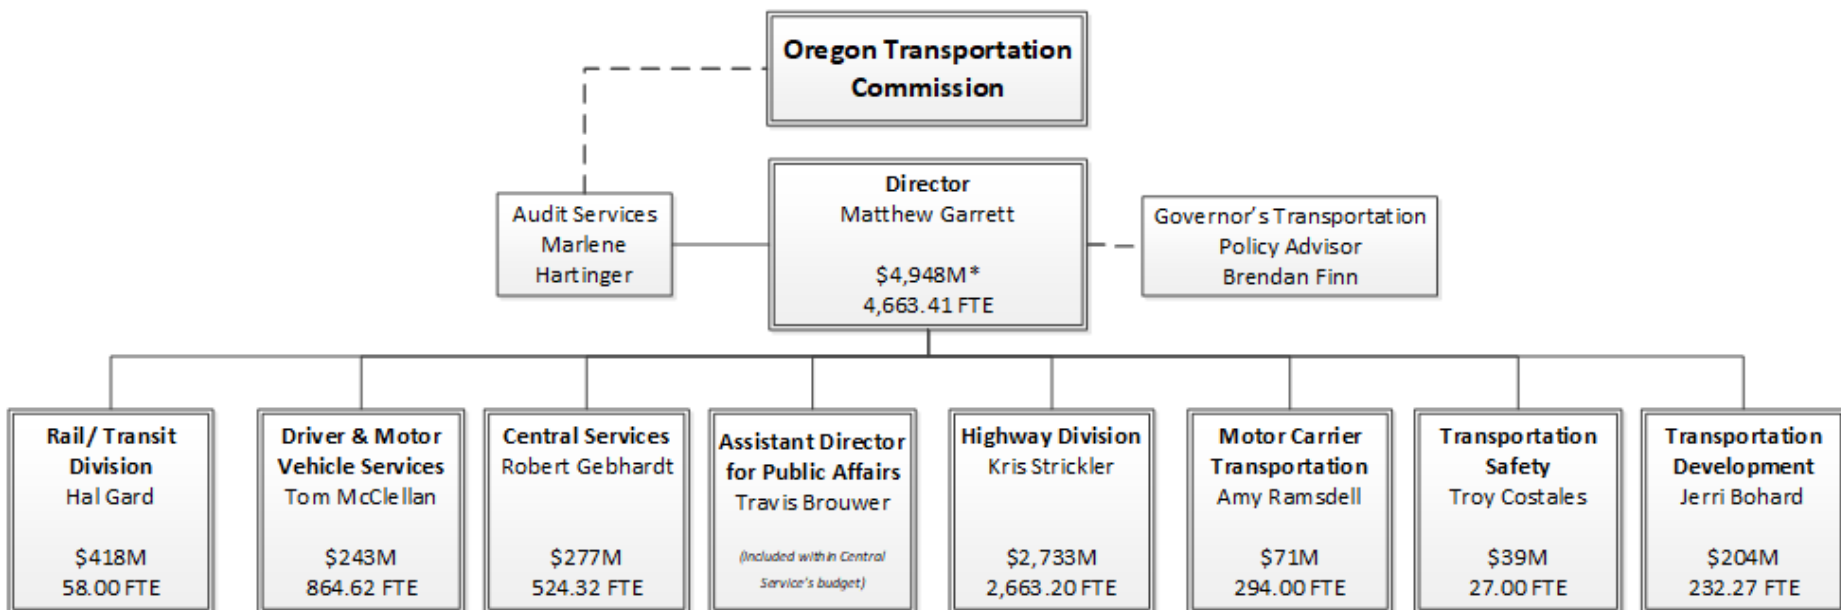 Oregon Transportation
Commission
Director
Matthew Garrett
$4,948M*
4,663.41 FTE
Audit Services
Marlene
Hartinger
Governor's Transportation
Policy Advisor
Brendan Finn
Rail/ Transit
Division
Hal Gard
$418M
58.00 FTE
Driver & Motor
Vehicle Services
Tom McClellan
$243M
864.62 FTE
Central Services
Robert Gebhardt
$277M
524.32 FTE
Assistant Director
for Public Affairs
Travis Brouwer
(Included within Central
Service's budget)
Highway Division
Kris Strickler
$2,733M
2,663.20 FTE
Motor Carrier
Transportation
Amy Ramsdell
$71M
294.00 FTE
Transportation
Safety
Troy Costales
$39M
27.00 FTE
Transportation
Development
Jerri Bohard
$204M
232.27 FTE